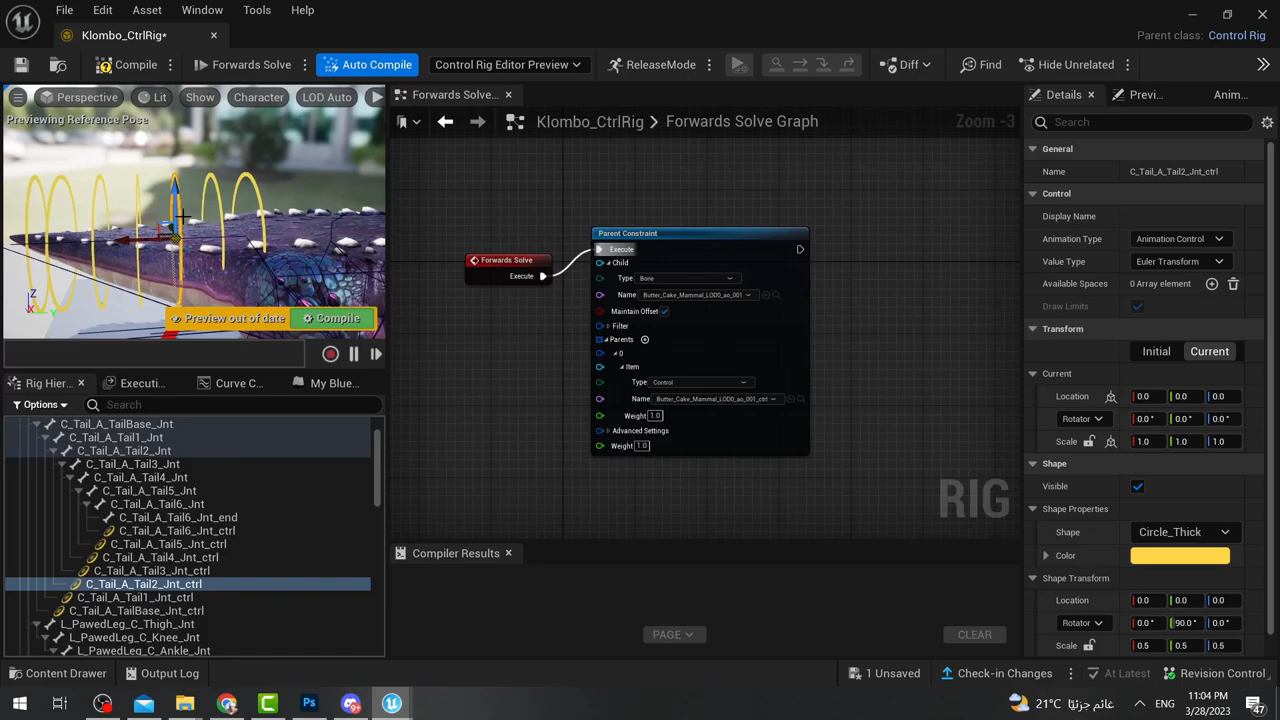 File Edit Asset Window Tools Help
Klombo_CtrlRig*
Parent class: Control Rig
Compile Forwards Solve Auto Compile Control Rig Editor Preview ReleaseMode Diff Find Hide Unrelated
Perspective Lit Show Character LOD Auto
Previewing Reference Pose
Z
X
Y
Preview out of date Compile
Forwards Solve...
Klombo_CtrlRig > Forwards Solve Graph
Zoom -3
Forwards Solve
Execute
Parent Constraint
Execute
Child
Type Bone
Name Butter_Cake_Mammal_LOD0_ao_001
Maintain Offset
Filter
Parents
0
Item
Type Control
Name Butter_Cake_Mammal_LOD0_ao_001_ctrl
Weight 1.0
Advanced Settings
Weight 1.0
RIG
Compiler Results
PAGE
CLEAR
Rig Hier... Executi... Curve C... My Blue...
Options Search
C_Tail_A_TailBase_Jnt
C_Tail_A_Tail1_Jnt
C_Tail_A_Tail2_Jnt
C_Tail_A_Tail3_Jnt
C_Tail_A_Tail4_Jnt
C_Tail_A_Tail5_Jnt
C_Tail_A_Tail6_Jnt
C_Tail_A_Tail6_Jnt_end
C_Tail_A_Tail6_Jnt_ctrl
C_Tail_A_Tail5_Jnt_ctrl
C_Tail_A_Tail4_Jnt_ctrl
C_Tail_A_Tail3_Jnt_ctrl
C_Tail_A_Tail2_Jnt_ctrl
C_Tail_A_Tail1_Jnt_ctrl
C_Tail_A_TailBase_Jnt_ctrl
L_PawedLeg_C_Thigh_Jnt
L_PawedLeg_C_Knee_Jnt
L_PawedLeg_C_Ankle_Jnt
Details Previ... Anim...
Search
General
Name C_Tail_A_Tail2_Jnt_ctrl
Control
Display Name
Animation Type Animation Control
Value Type Euler Transform
Available Spaces 0 Array element
Draw Limits
Transform
Initial Current
Current
Location 0.0 0.0 0.0
Rotator 0.0 ° 0.0 ° 0.0 °
Scale 1.0 1.0 1.0
Shape
Visible
Shape Properties
Shape Circle_Thick
Color
Shape Transform
Location 0.0 0.0 0.0
Rotator 0.0 ° 90.0 ° 0.0 °
Scale 0.5 0.5 0.5
Content Drawer Output Log 1 Unsaved Check-in Changes At Latest Revision Control
21°C غائم جزئيًا ENG 11:04 PM
3/28/2023
47